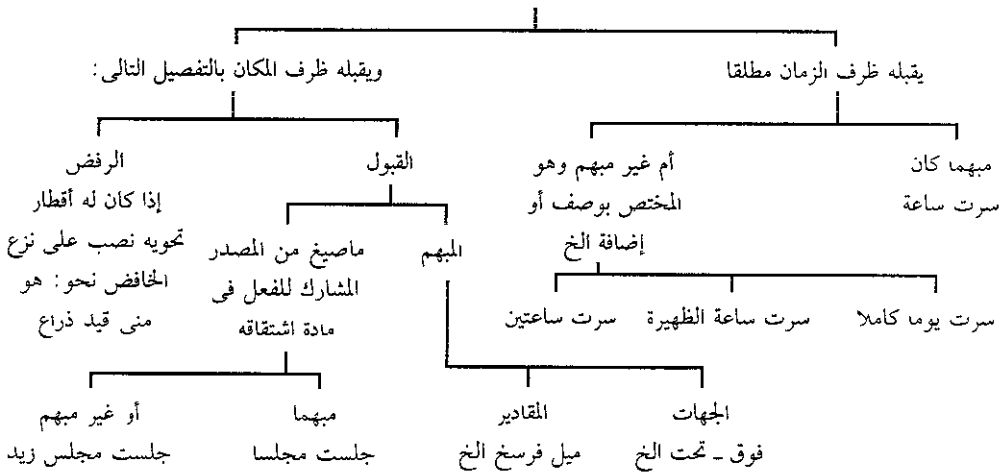 يقبله ظرف الزمان مطلقا
ويقبله ظرف المكان بالتفصيل التالى:
مبهما كان
سرت ساعة
أم غير مبهم وهو
المختص بوصف أو
إضافة الخ
سرت يوما كاملا
سرت ساعة الظهيرة
سرت ساعتين
القبول
الرفض
إذا كان له أقطار
تحويه نصب على نزع
الخافض نحو: هو
منى قيد ذراع
المبهم
ماصيغ من المصدر
المشارك للفعل فى
مادة اشتقاقه
الجهات
فوق - تحت الخ
المقادير
ميل فرسخ الخ
مبهما
جلست مجلسا
أو غير مبهم
جلست مجلس زيد